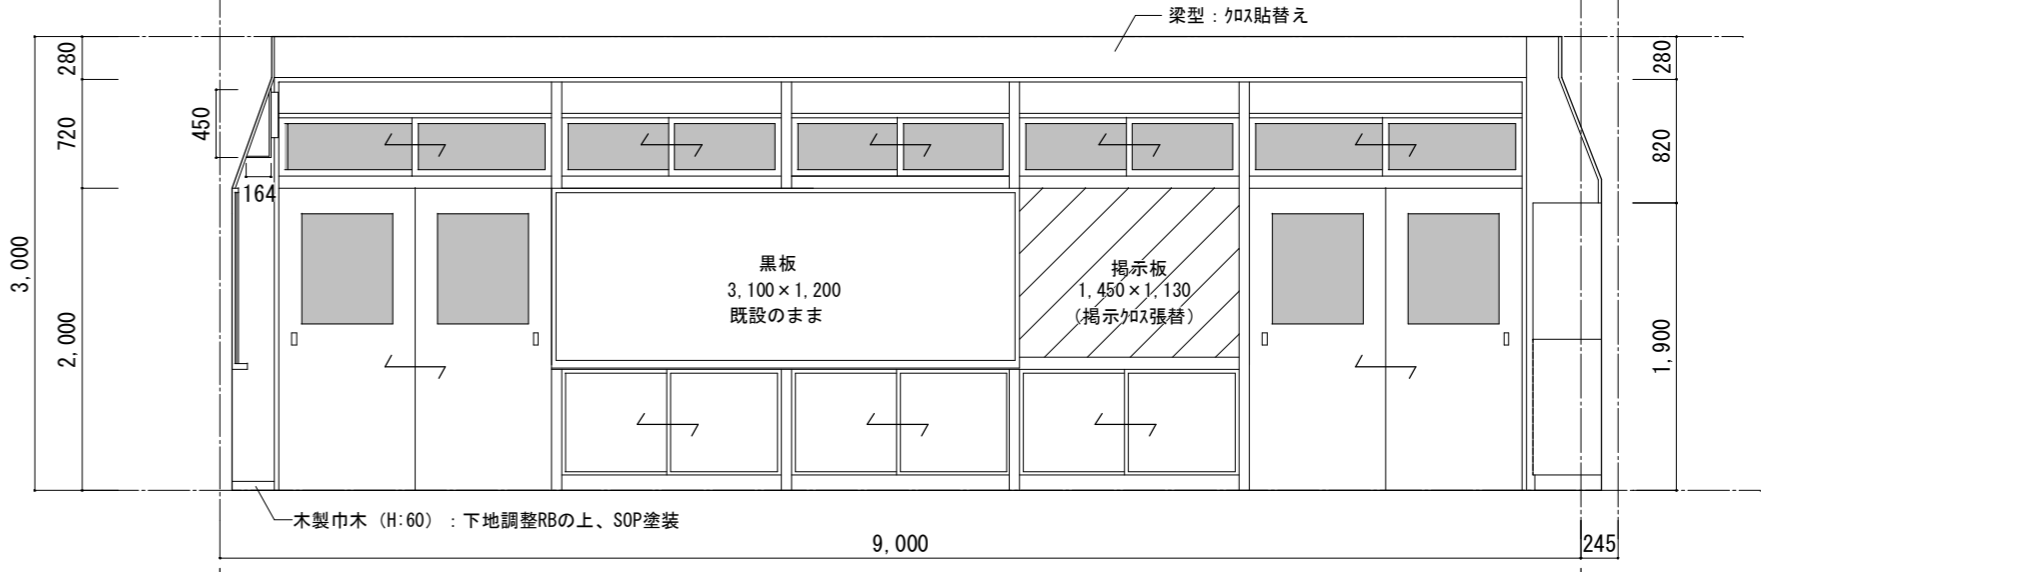 梁型：ｸﾛｽ貼替え
280
720
450
164
3,000
2,000
280
820
1,900
黒板
3,100×1,200
既設のまま
掲示板
1,450×1,130
(掲示ｸﾛｽ張替)
木製巾木（H:60）：下地調整RBの上、SOP塗装
9,000
245